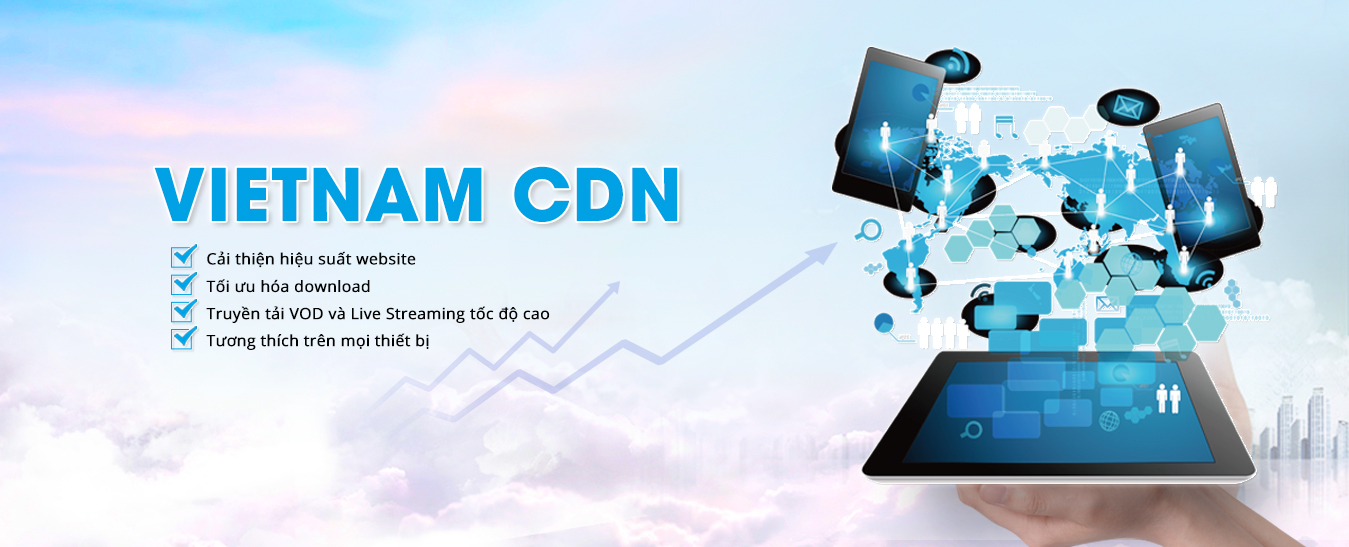 VIETNAM CDN
Cải thiện hiệu suất website
Tối ưu hóa download
Truyền tải VOD và Live Streaming tốc độ cao
Tương thích trên mọi thiết bị